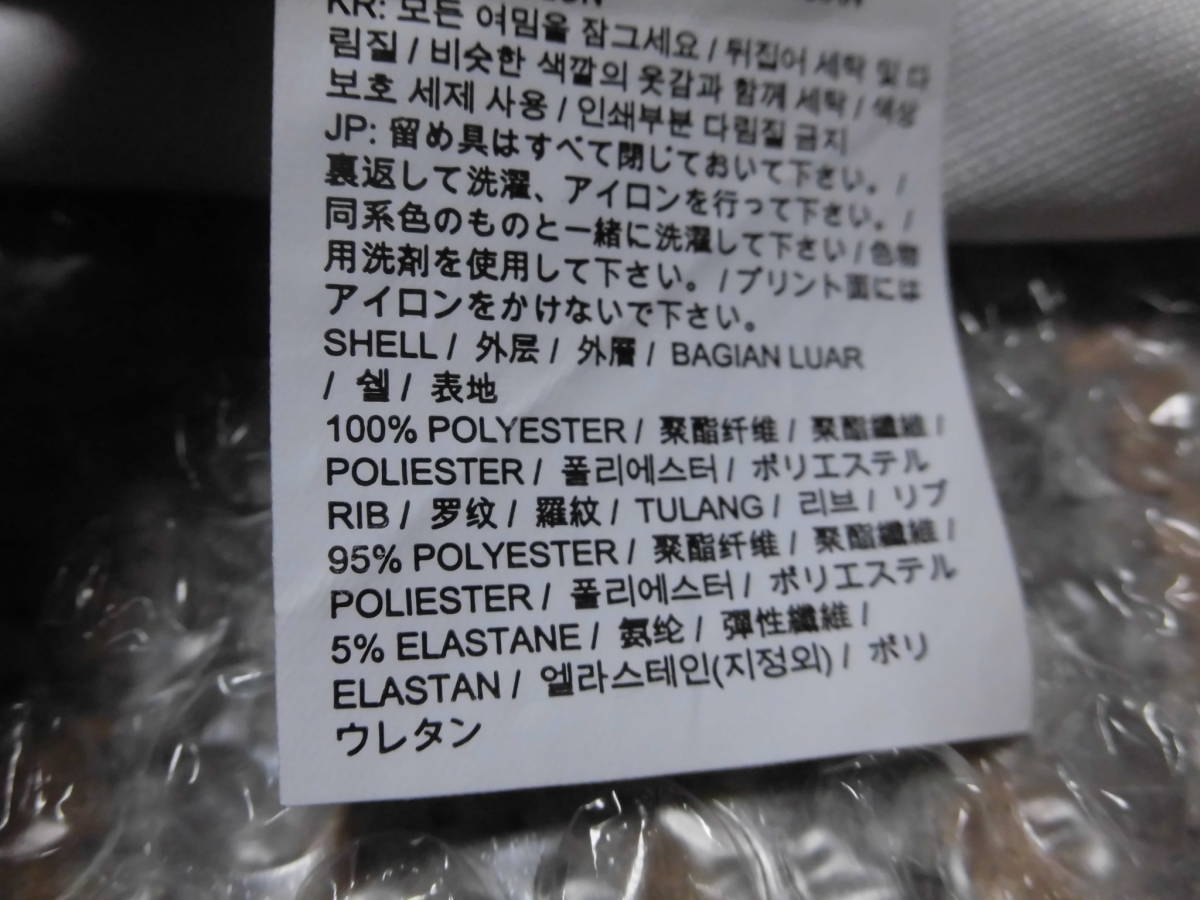 KR: 모든 여밈을 잠그세요 / 뒤집어 세탁 및 다
림질 / 비슷한 색깔의 옷감과 함께 세탁 / 색상
보호 세제 사용 / 인쇄부분 다림질 금지
JP: 留め具はすべて閉じておいて下さい。/
裏返して洗濯、アイロンを行って下さい。/
同系色のものと一緒に洗濯して下さい / 色物
用洗剤を使用して下さい。/ プリント面には
アイロンをかけないで下さい。
SHELL / 外层 / 外層 / BAGIAN LUAR
/ 쉘 / 表地
100% POLYESTER / 聚酯纤维 / 聚酯纖維 /
POLIESTER / 폴리에스터 / ポリエステル
RIB / 罗纹 / 羅紋 / TULANG / 리브 / リブ
95% POLYESTER / 聚酯纤维 / 聚酯纖維 /
POLIESTER / 폴리에스터 / ポリエステル
5% ELASTANE / 氨纶 / 彈性纖維 /
ELASTAN / 엘라스테인(지정외) / ポリ
ウレタン